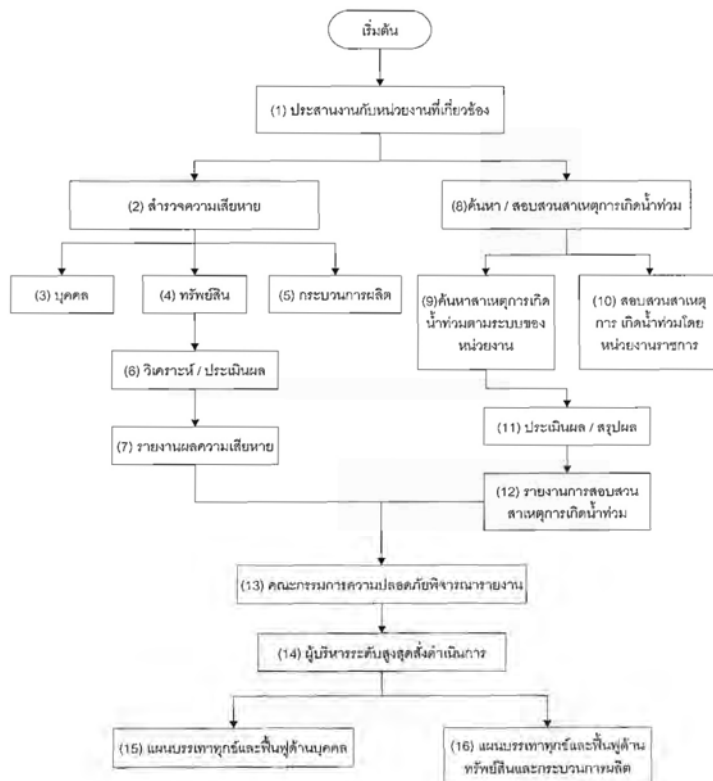 เริ่มต้น
(1) ประสานงานกับหน่วยงานที่เกี่ยวข้อง
(2) สำรวจความเสียหาย
(8)ค้นหา / สอบสวนสาเหตุการเกิดน้ำท่วม
(3) บุคคล
(4) ทรัพย์สิน
(5) กระบวนการผลิต
(9)ค้นหาสาเหตุการเกิด
น้ำท่วมตามระบบของ
หน่วยงาน
(10) สอบสวนสาเหตุ
การ เกิดน้ำท่วมโดย
หน่วยงานราชการ
(6) วิเคราะห์ / ประเมินผล
(11) ประเมินผล / สรุปผล
(7) รายงานผลความเสียหาย
(12) รายงานการสอบสวน
สาเหตุการเกิดน้ำท่วม
(13) คณะกรรมการความปลอดภัยพิจารณารายงาน
(14) ผู้บริหารระดับสูงสุดสั่งดำเนินการ
(15) แผนบรรเทาทุกข์และฟื้นฟูด้านบุคคล
(16) แผนบรรเทาทุกข์และฟื้นฟูด้าน
ทรัพย์สินและกระบวนการผลิต